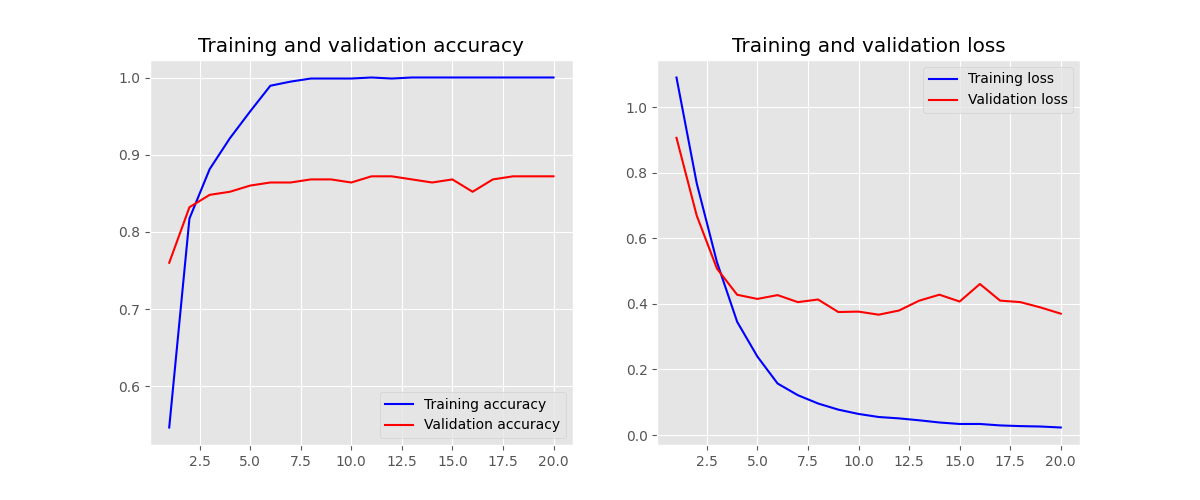 Training and validation accuracy
1.0
0.9
0.8
0.7
0.6
2.5 5.0 7.5 10.0 12.5 15.0 17.5 20.0
Training accuracy
Validation accuracy
Training and validation loss
1.0
0.8
0.6
0.4
0.2
0.0
2.5 5.0 7.5 10.0 12.5 15.0 17.5 20.0
Training loss
Validation loss